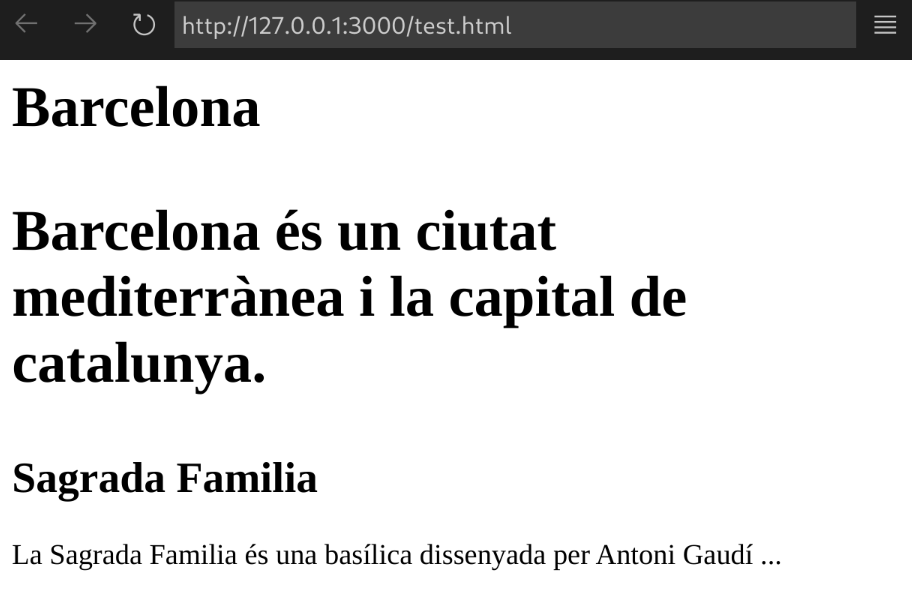 http://127.0.0.1:3000/test.html
Barcelona
Barcelona és un ciutat
mediterrànea i la capital de
catalunya.
Sagrada Familia
La Sagrada Familia és una basílica dissenyada per Antoni Gaudí ...